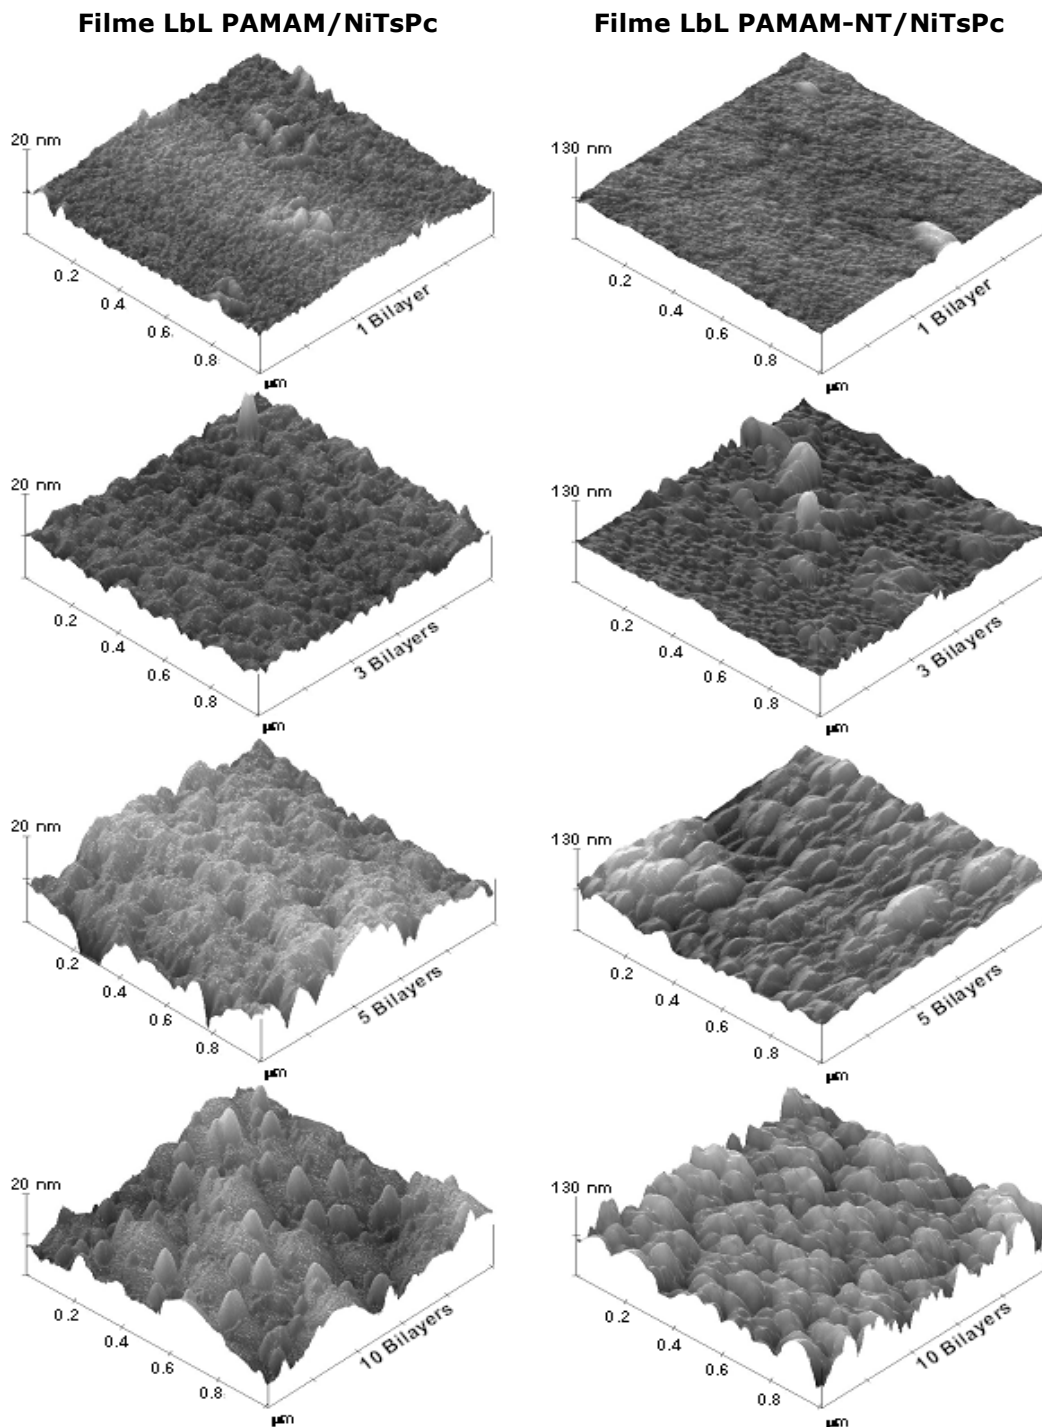 Filme LbL PAMAM/NiTsPc
Filme LbL PAMAM-NT/NiTsPc
20 nm
0.2
0.4
0.6
0.8
µm
1 Bilayer
130 nm
0.2
0.4
0.6
0.8
µm
1 Bilayer
20 nm
0.2
0.4
0.6
0.8
µm
3 Bilayers
130 nm
0.2
0.4
0.6
0.8
µm
3 Bilayers
20 nm
0.2
0.4
0.6
0.8
µm
5 Bilayers
130 nm
0.2
0.4
0.6
0.8
µm
5 Bilayers
20 nm
0.2
0.4
0.6
0.8
µm
10 Bilayers
130 nm
0.2
0.4
0.6
0.8
µm
10 Bilayers